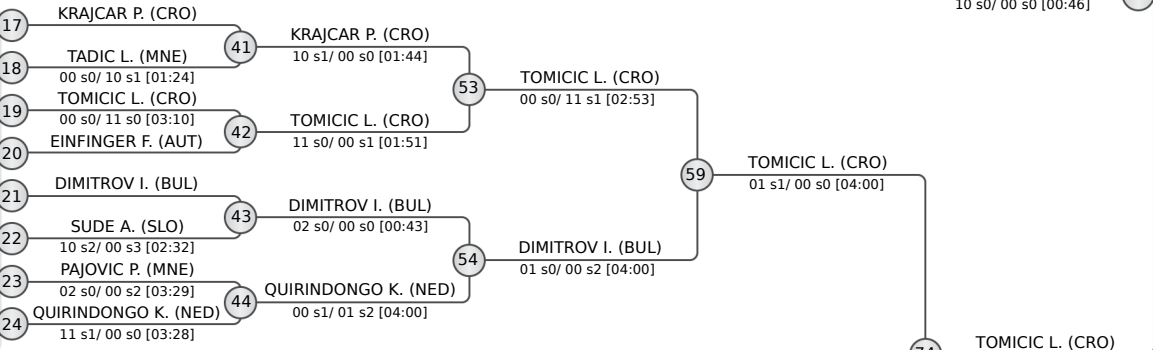 10 s0/ 00 s0 [00:46]
17
KRAJCAR P. (CRO)
18
TADIC L. (MNE)
00 s0/ 10 s1 [01:24]
19
TOMICIC L. (CRO)
00 s0/ 11 s0 [03:10]
20
EINFINGER F. (AUT)
21
DIMITROV I. (BUL)
22
SUDE A. (SLO)
10 s2/ 00 s3 [02:32]
23
PAJOVIC P. (MNE)
02 s0/ 00 s2 [03:29]
24
QUIRINDONGO K. (NED)
11 s1/ 00 s0 [03:28]
41
KRAJCAR P. (CRO)
10 s1/ 00 s0 [01:44]
42
TOMICIC L. (CRO)
11 s0/ 00 s1 [01:51]
43
DIMITROV I. (BUL)
02 s0/ 00 s0 [00:43]
44
QUIRINDONGO K. (NED)
00 s1/ 01 s2 [04:00]
53
TOMICIC L. (CRO)
00 s0/ 11 s1 [02:53]
54
DIMITROV I. (BUL)
01 s0/ 00 s2 [04:00]
59
TOMICIC L. (CRO)
01 s1/ 00 s0 [04:00]
TOMICIC L. (CRO)